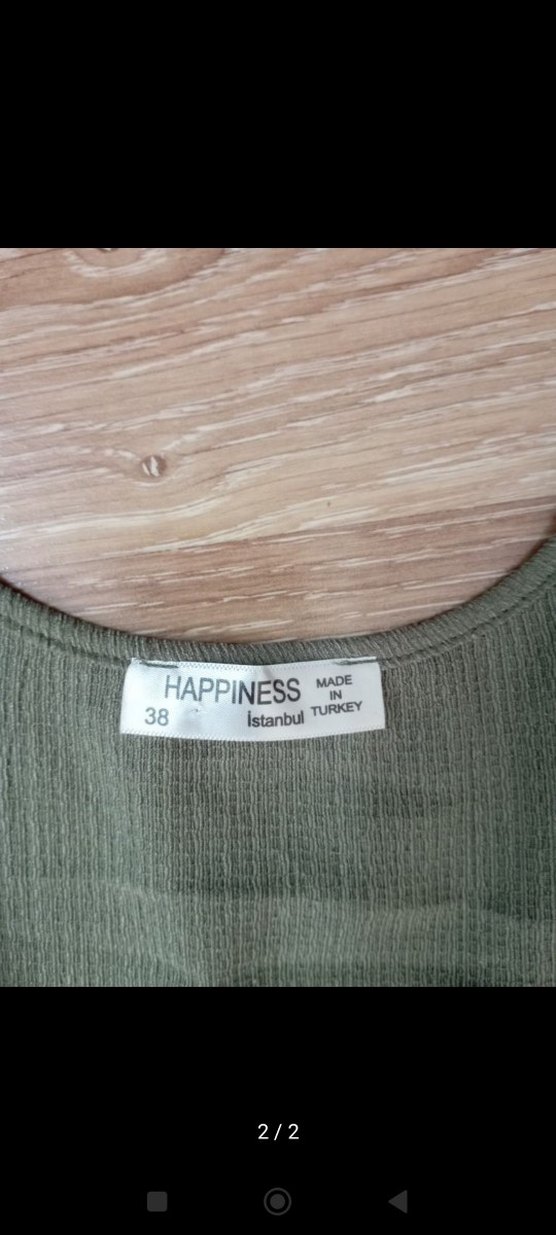 HAPPINESS
38
İstanbul
MADE
IN
TURKEY
2 / 2